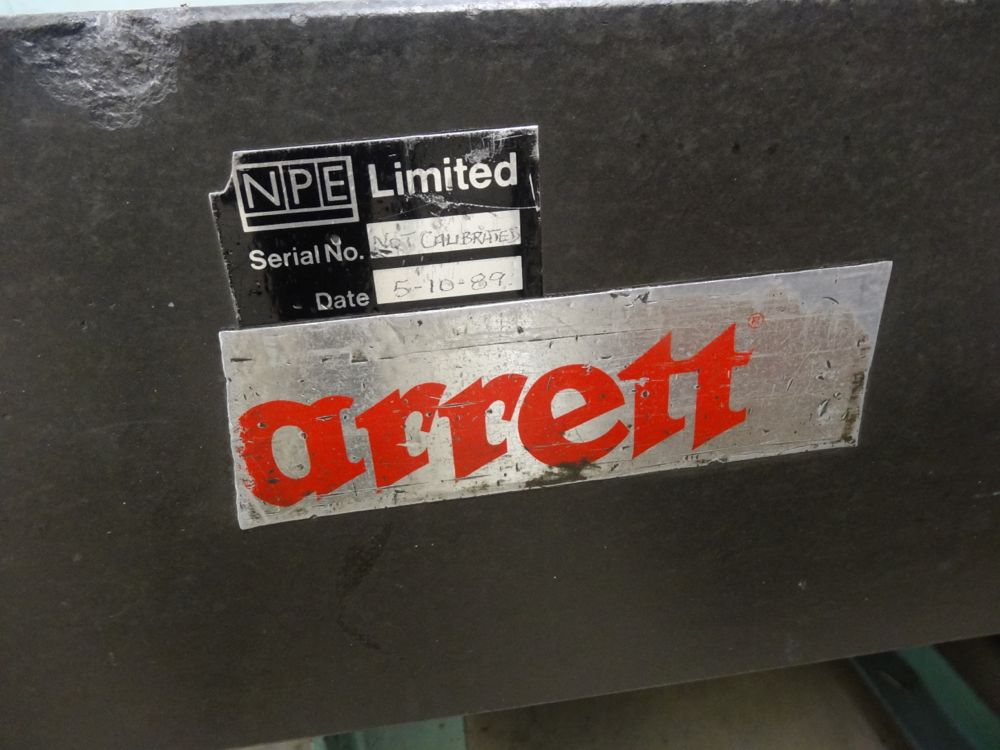 NPE Limited
Serial No. NOT CALIBRATED
Date 5-10-89
arrett®